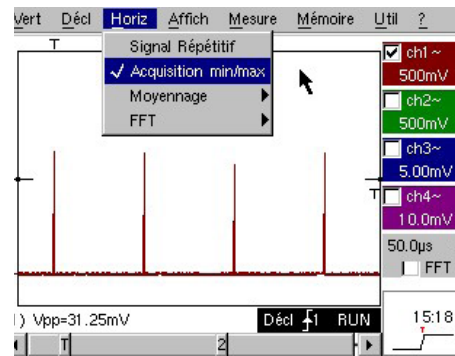 Vert Décl Horiz Affich Mesure Mémoire Util ?
T
Signal Répétitif
✓ Acquisition min/max
Moyennage
FFT
ch1~
500mV
ch2~
500mV
ch3~
5.00mV
T
ch4~
10.0mV
50.0µs
FFT
) Vpp=31.25mV
Décl 1 RUN
15:18
T 2